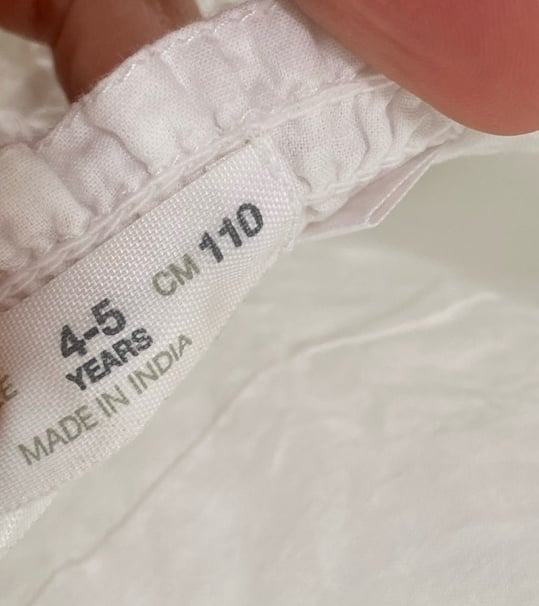 4-5
YEARS
CM 110
MADE IN INDIA